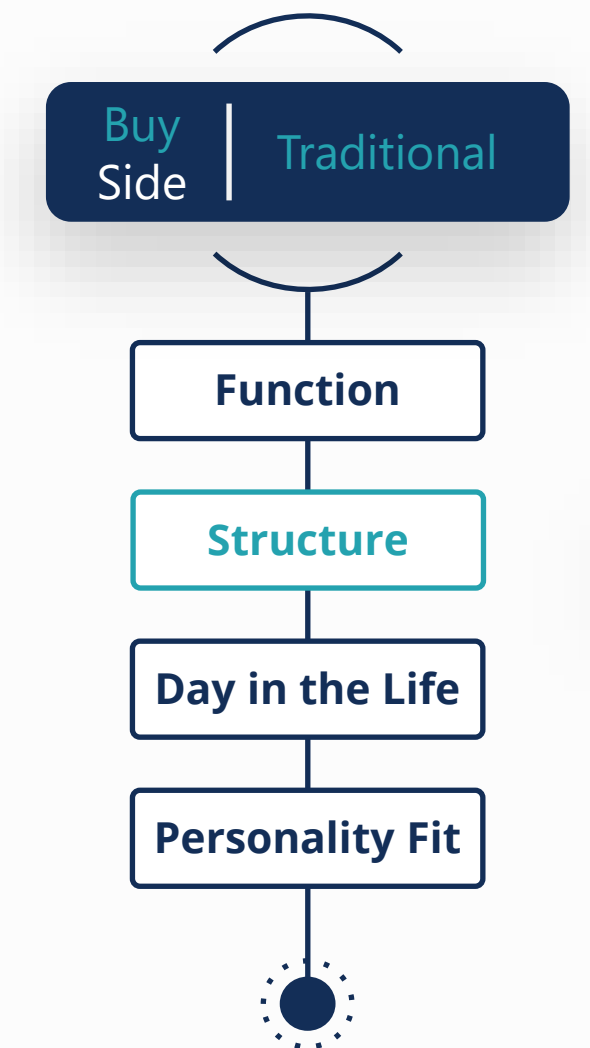 Buy
Side
Traditional
Function
Structure
Day in the Life
Personality Fit